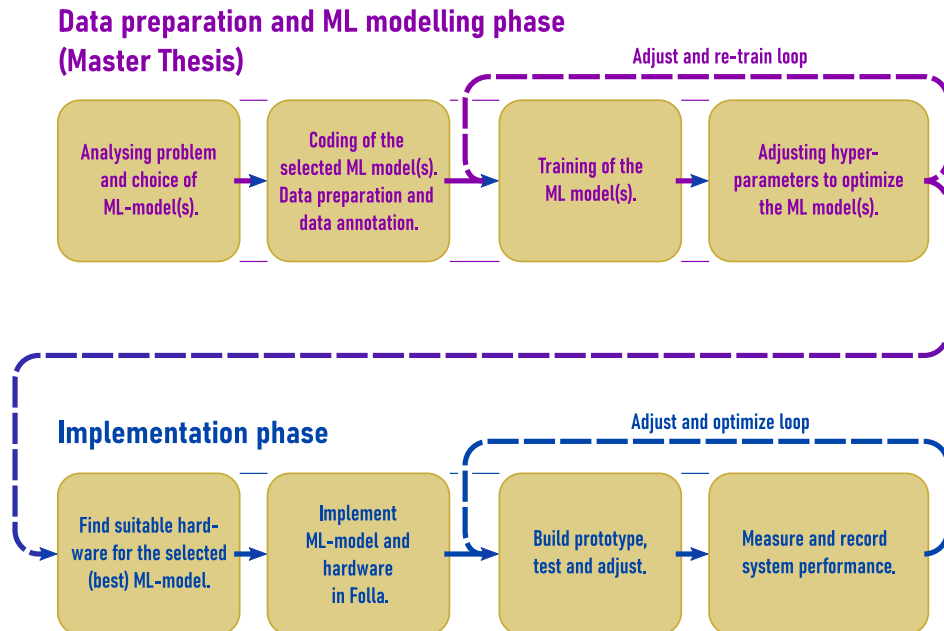 Data preparation and ML modelling phase
(Master Thesis)
Adjust and re-train loop
Analysing problem
and choice of
ML-model(s).
Coding of the
selected ML model(s).
Data preparation and
data annotation.
Training of the
ML model(s).
Adjusting hyper-
parameters to optimize
the ML model(s).
Implementation phase
Adjust and optimize loop
Find suitable hard-
ware for the selected
(best) ML-model.
Implement
ML-model and
hardware
in Folla.
Build prototype,
test and adjust.
Measure and record
system performance.